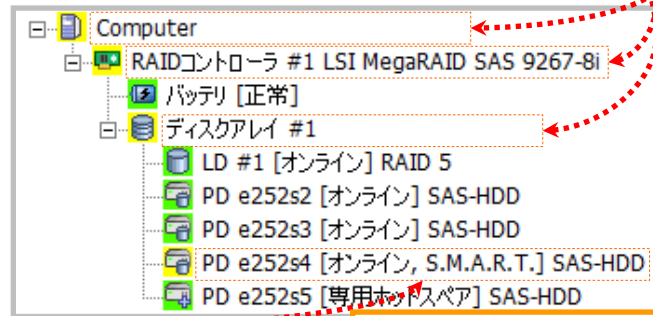 Computer
RAIDコントローラ #1 LSI MegaRAID SAS 9267-8i
バッテリ [正常]
ディスクアレイ #1
LD #1 [オンライン] RAID 5
PD e252s2 [オンライン] SAS-HDD
PD e252s3 [オンライン] SAS-HDD
PD e252s4 [オンライン, S.M.A.R.T.] SAS-HDD
PD e252s5 [専用ホットスペア] SAS-HDD